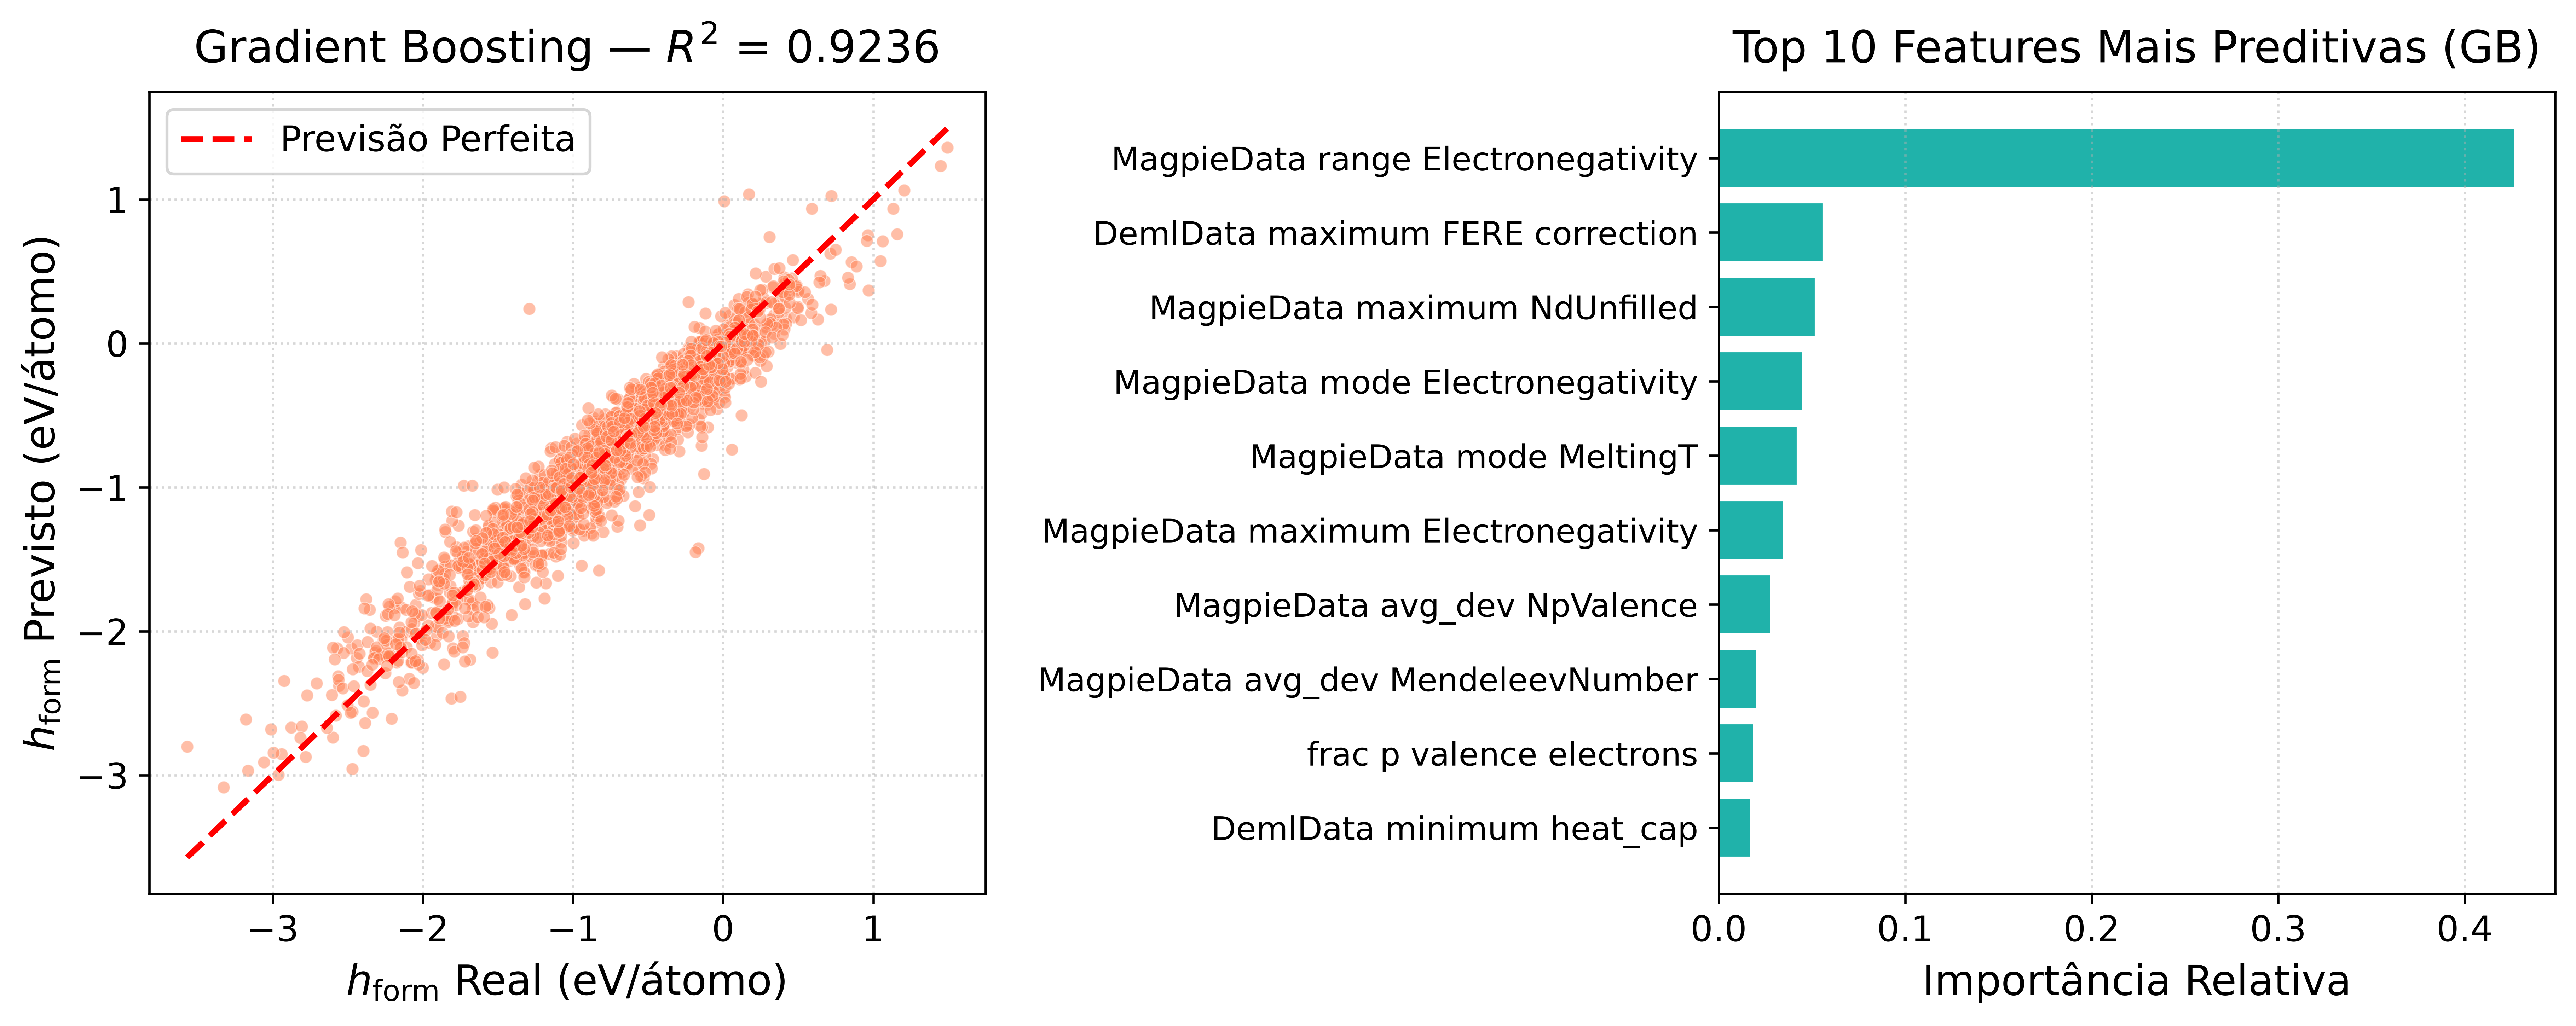 Gradient Boosting — R² = 0.9236
Previsão Perfeita
h_form Previsto (eV/átomo)
1
0
−1
−2
−3
−3
−2
−1
0
1
h_form Real (eV/átomo)
Top 10 Features Mais Preditivas (GB)
MagpieData range Electronegativity
DemlData maximum FERE correction
MagpieData maximum NdUnfilled
MagpieData mode Electronegativity
MagpieData mode MeltingT
MagpieData maximum Electronegativity
MagpieData avg_dev NpValence
MagpieData avg_dev MendeleevNumber
frac p valence electrons
DemlData minimum heat_cap
0.0
0.1
0.2
0.3
0.4
Importância Relativa